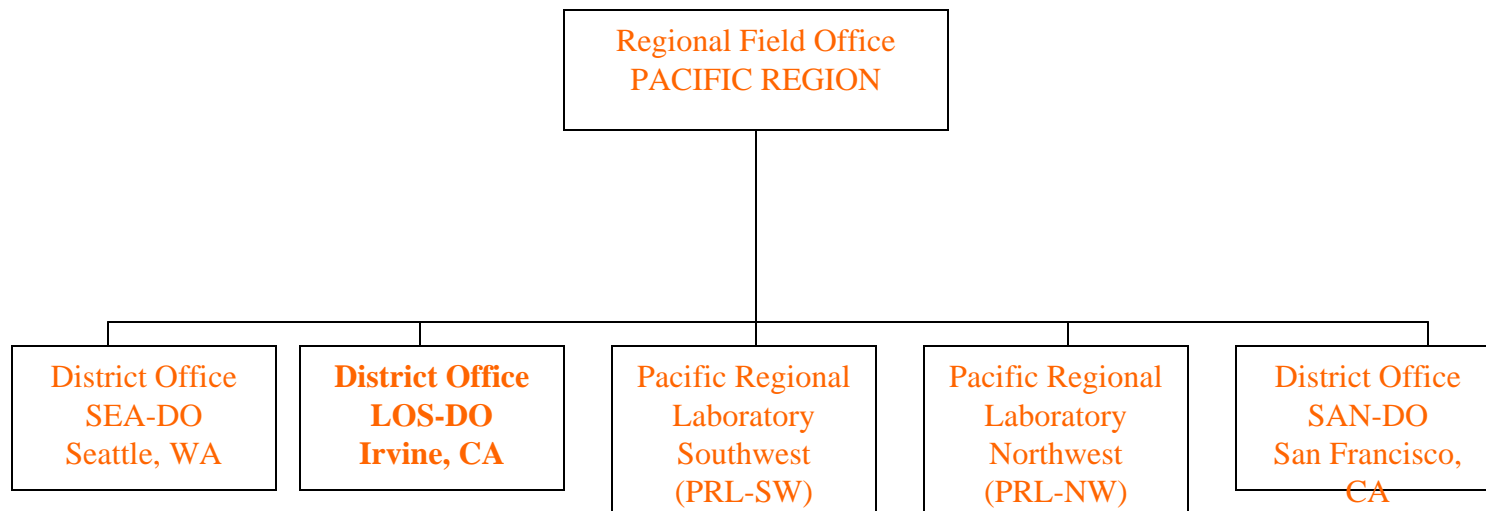 Regional Field Office
PACIFIC REGION
District Office
SEA-DO
Seattle, WA
District Office
LOS-DO
Irvine, CA
Pacific Regional
Laboratory
Southwest
(PRL-SW)
Pacific Regional
Laboratory
Northwest
(PRL-NW)
District Office
SAN-DO
San Francisco,
CA